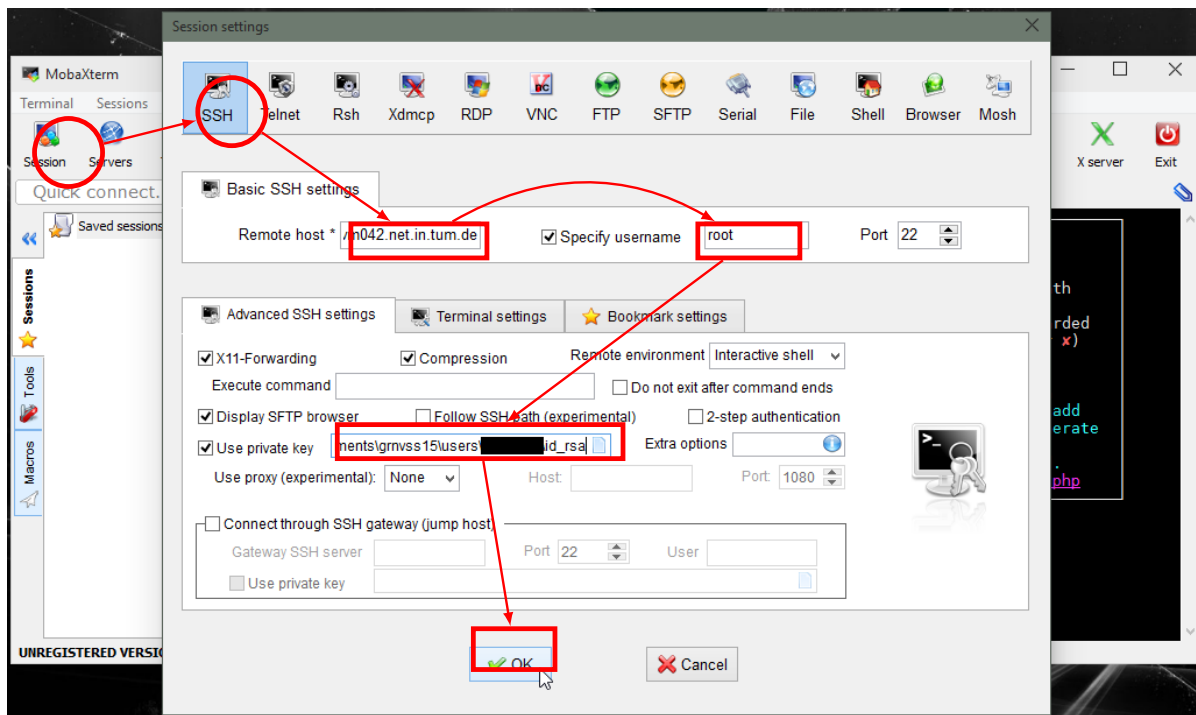 Session settings
MobaXterm
Terminal Sessions
SSH Telnet Rsh Xdmcp RDP VNC FTP SFTP Serial File Shell Browser Mosh
Session Servers
X server Exit
Quick connect.
Saved sessions
Basic SSH settings
Remote host * vm042.net.in.tum.de Specify username root Port 22
Sessions
Tools
Macros
Advanced SSH settings Terminal settings Bookmark settings
X11-Forwarding Compression Remote environment Interactive shell
Execute command Do not exit after command ends
Display SFTP browser Follow SSH path (experimental) 2-step authentication
Use private key ments\grnvss15\users\ \id_rsa Extra options
Use proxy (experimental): None Host: Port: 1080
Connect through SSH gateway (jump host)
Gateway SSH server Port 22 User
Use private key
th
rded
x)
add
erate
.
php
UNREGISTERED VERSI
OK Cancel